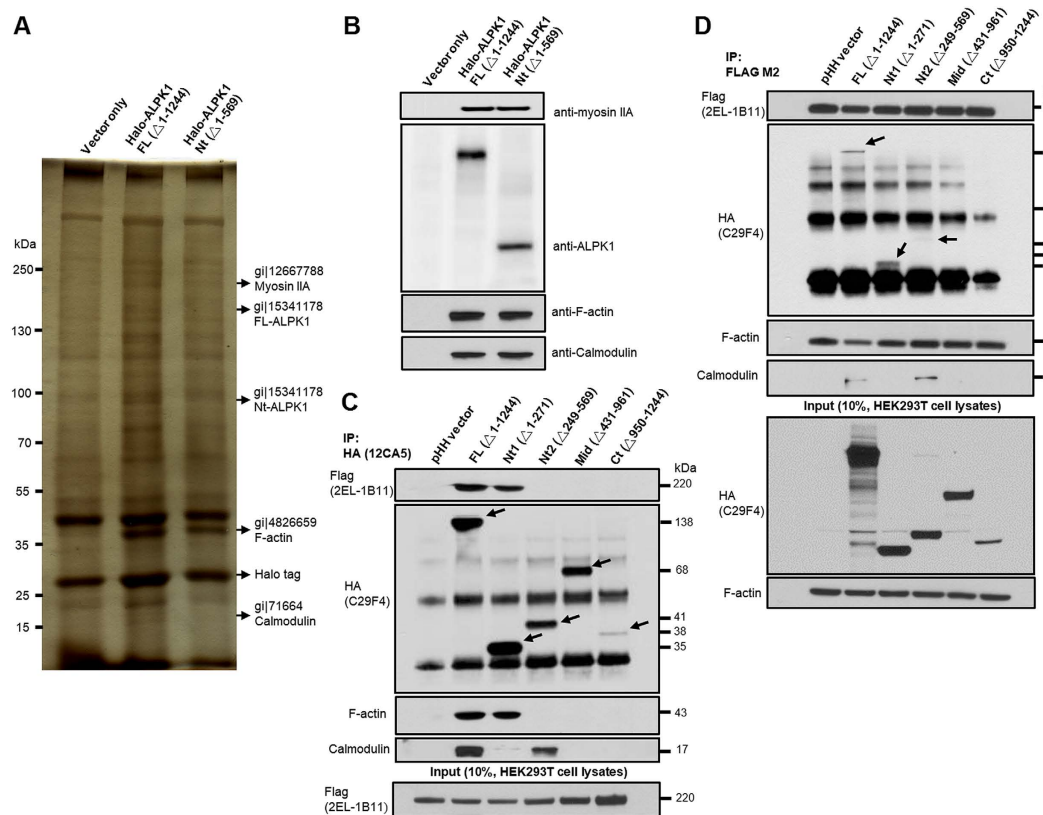 A
Vector only
Halo-ALPK1
FL (△1-1244)
Halo-ALPK1
Nt (△1-569)
kDa
250
130
100
70
55
35
25
15
gi|12667788
Myosin IIA
gi|15341178
FL-ALPK1
gi|15341178
Nt-ALPK1
gi|4826659
F-actin
Halo tag
gi|71664
Calmodulin
B
Vector only
Halo-ALPK1
FL (△1-1244)
Halo-ALPK1
Nt (△1-569)
anti-myosin IIA
anti-ALPK1
anti-F-actin
anti-Calmodulin
C
IP:
HA (12CA5)
pHH vector
FL (△1-1244)
Nt1 (△1-271)
Nt2 (△249-569)
Mid (△431-961)
Ct (△950-1244)
kDa
Flag
(2EL-1B11)
220
HA
(C29F4)
138
68
41
38
35
F-actin
43
Calmodulin
17
Input (10%, HEK293T cell lysates)
Flag
(2EL-1B11)
220
D
IP:
FLAG M2
pHH vector
FL (△1-1244)
Nt1 (△1-271)
Nt2 (△249-569)
Mid (△431-961)
Ct (△950-1244)
Flag
(2EL-1B11)
HA
(C29F4)
F-actin
Calmodulin
Input (10%, HEK293T cell lysates)
HA
(C29F4)
F-actin